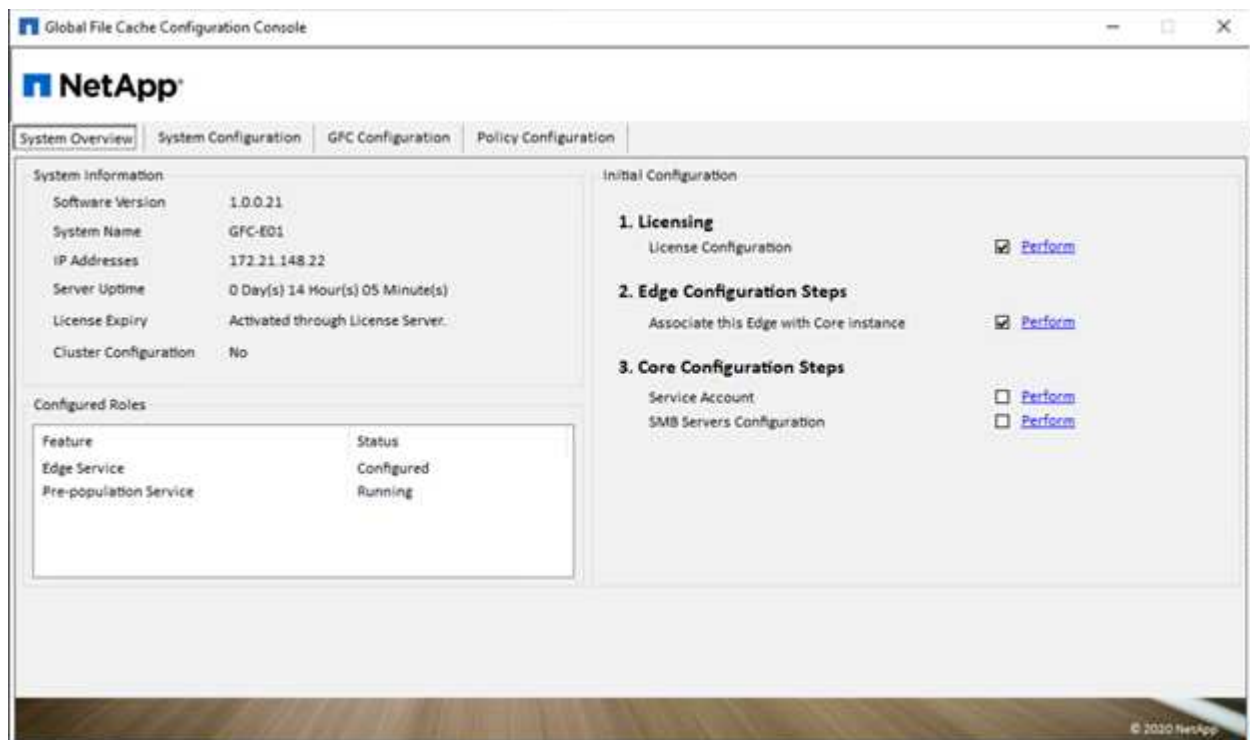 Global File Cache Configuration Console
NetApp
System Overview System Configuration GFC Configuration Policy Configuration
System Information
Software Version 1.0.0.21
System Name GFC-E01
IP Addresses 172.21.148.22
Server Uptime 0 Day(s) 14 Hour(s) 05 Minute(s)
License Expiry Activated through License Server.
Cluster Configuration No
Configured Roles
Feature Status
Edge Service Configured
Pre-population Service Running
Initial Configuration
1. Licensing
License Configuration Perform
2. Edge Configuration Steps
Associate this Edge with Core instance Perform
3. Core Configuration Steps
Service Account Perform
SMB Servers Configuration Perform
© 2020 NetApp